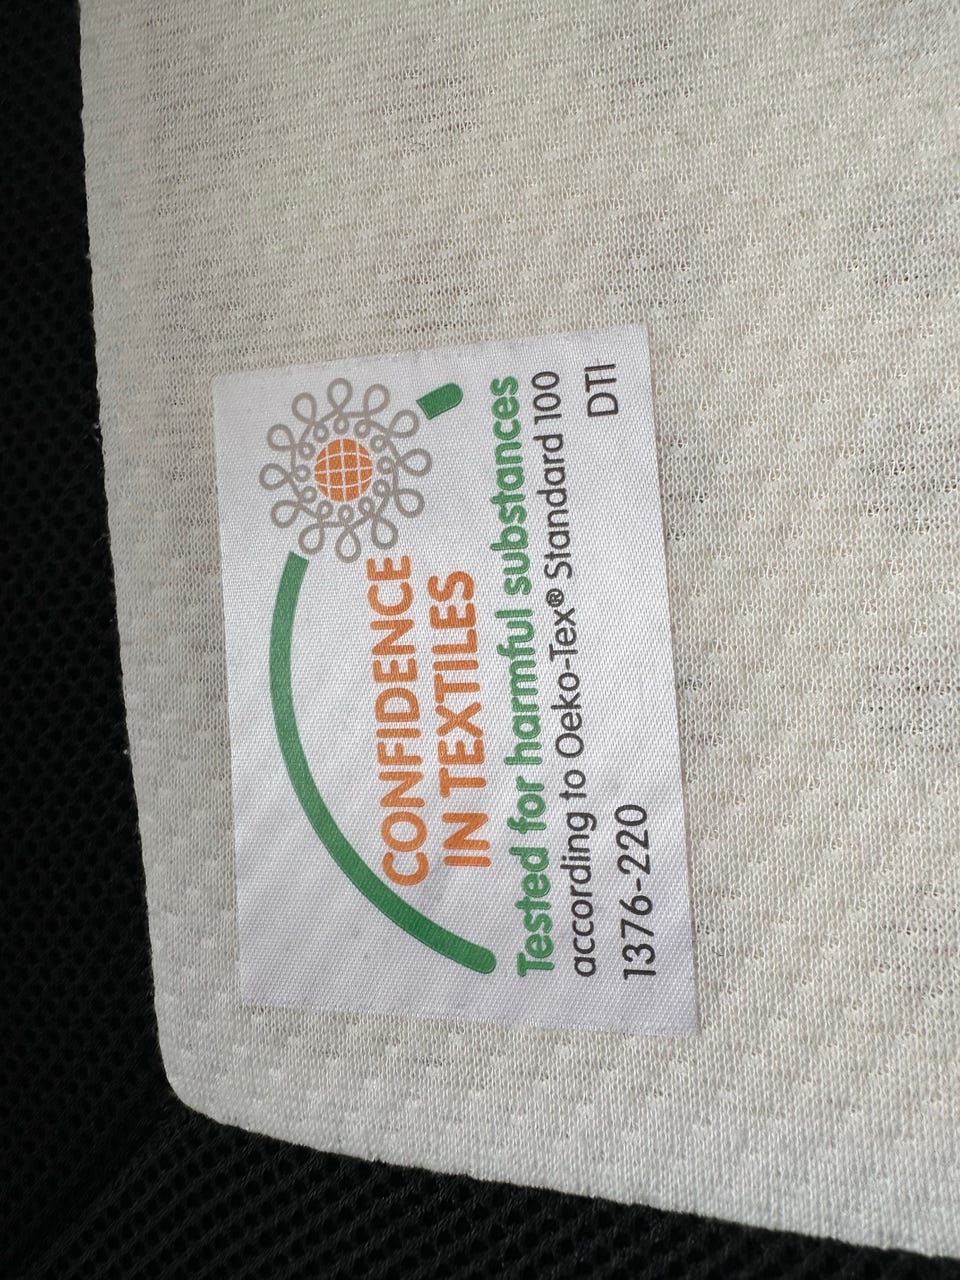 CONFIDENCE
IN TEXTILES
Tested for harmful substances
according to Oeko-Tex® Standard 100
1376-220 DTI